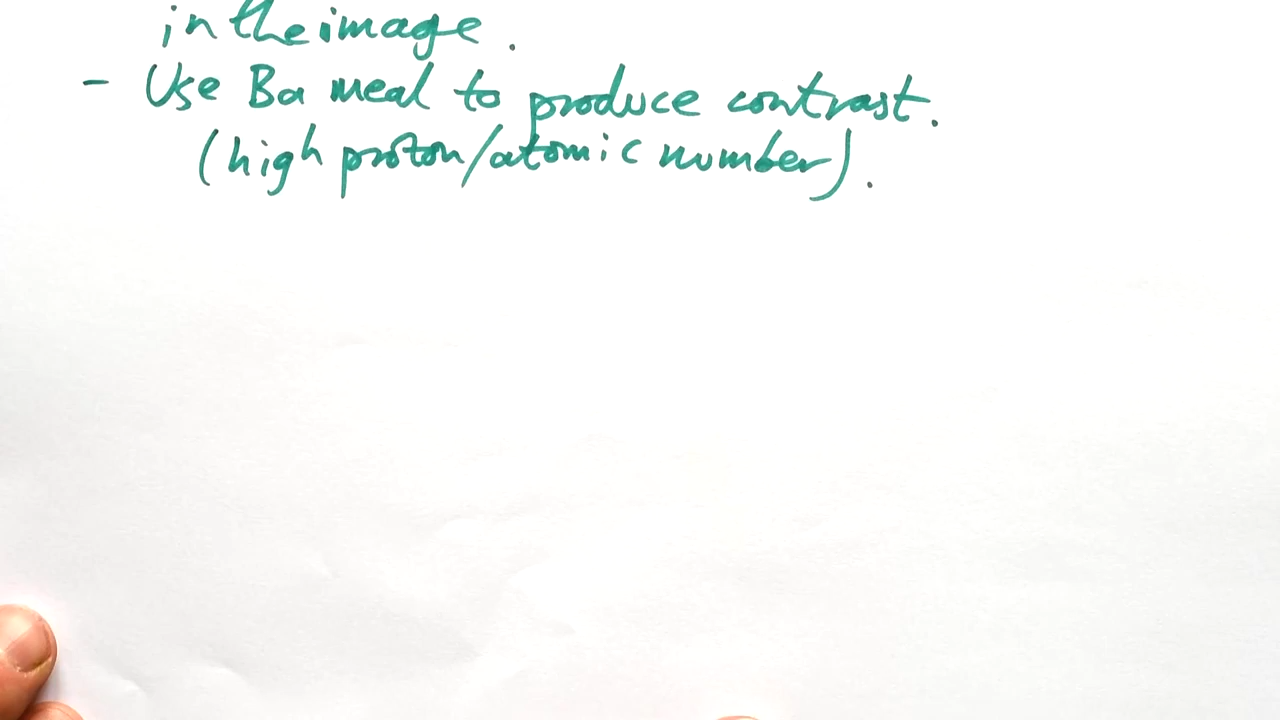 in the image.
- Use Ba meal to produce contrast.
(high proton/atomic number).